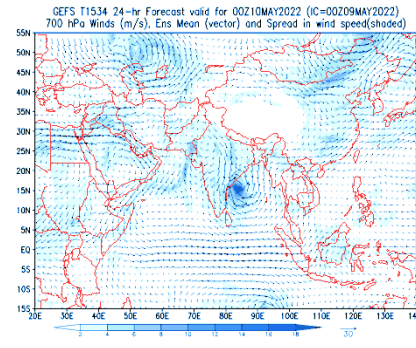 GEFS T1534 24-hr Forecast valid for 00Z10MAY2022 (IC=00Z09MAY2022)
700 hPa Winds (m/s), Ens Mean (vector) and Spread in wind speed(shaded)
55N
50N
45N
40N
35N
30N
25N
20N
15N
10N
5N
EQ
5S
10S
15S
20E 30E 40E 50E 60E 70E 80E 90E 100E 110E 120E 130E 14
2 4 6 8 10 12 14 16 18 30